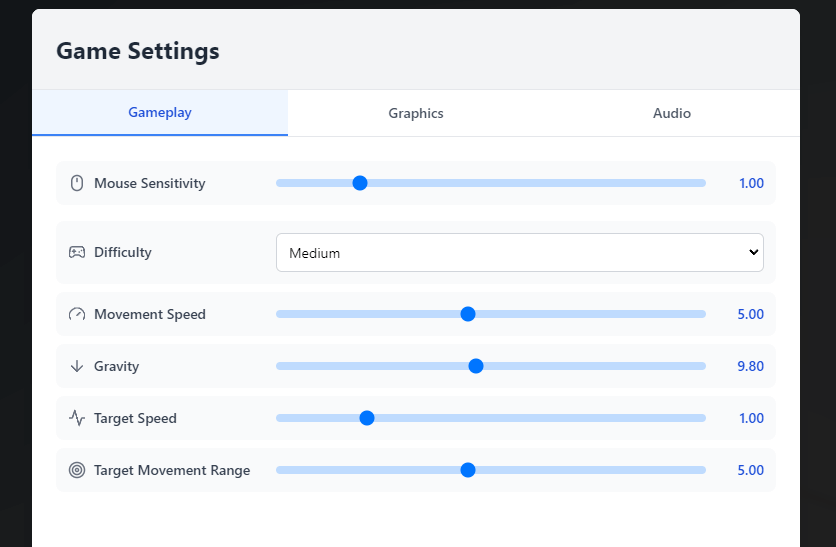 Game Settings
Gameplay Graphics Audio
Mouse Sensitivity 1.00
Difficulty Medium
Movement Speed 5.00
Gravity 9.80
Target Speed 1.00
Target Movement Range 5.00